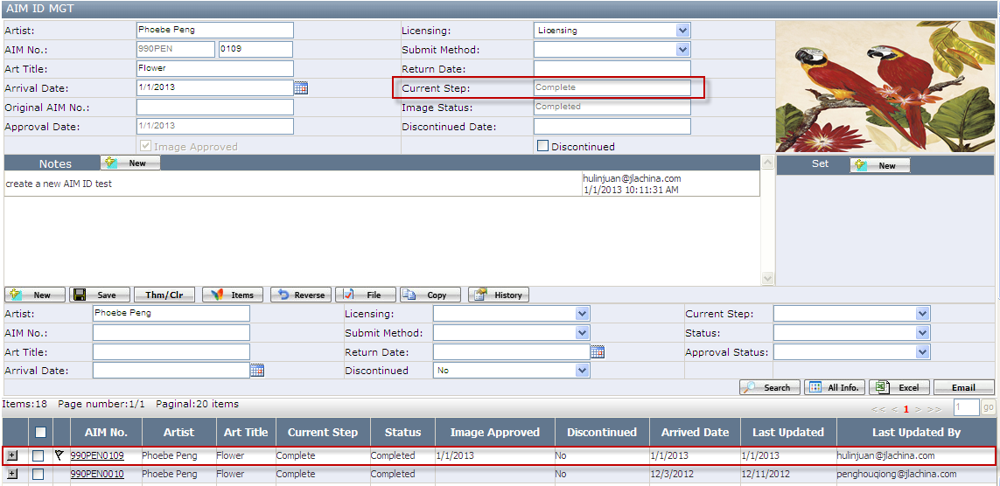 AIM ID MGT
Artist: Phoebe Peng Licensing: Licensing
AIM No.: 990PEN 0109 Submit Method:
Art Title: Flower Return Date:
Arrival Date: 1/1/2013 Current Step: Complete
Original AIM No.: Image Status: Completed
Approval Date: 1/1/2013 Discontinued Date:
Image Approved Discontinued
Notes New Set New
create a new AIM ID test hulinjuan@jlachina.com
1/1/2013 10:11:31 AM
New Save Thm/Clr Items Reverse File Copy History
Artist: Phoebe Peng Licensing: Current Step:
AIM No.: Submit Method: Status:
Art Title: Return Date: Approval Status:
Arrival Date: Discontinued No
Search All Info. Excel Email
Items:18 Page number:1/1 Paginal:20 items << < 1 > >> 1 go
AIM No. Artist Art Title Current Step Status Image Approved Discontinued Arrived Date Last Updated Last Updated By
990PEN0109 Phoebe Peng Flower Complete Completed 1/1/2013 No 1/1/2013 1/1/2013 hulinjuan@jlachina.com
990PEN0010 Phoebe Peng Flower Complete Completed No 12/3/2012 12/11/2012 penghouqiong@jlachina.com